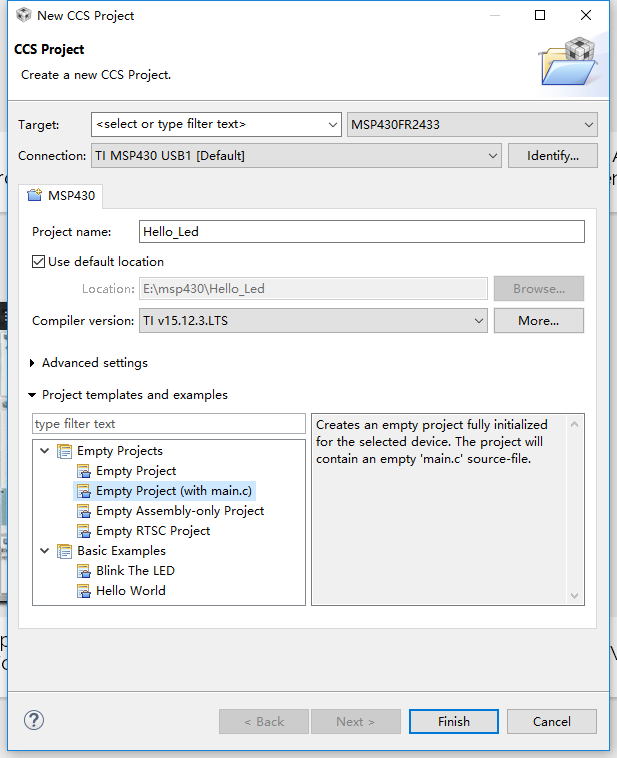 New CCS Project
CCS Project
Create a new CCS Project.
Target: <select or type filter text> MSP430FR2433
Connection: TI MSP430 USB1 [Default] Identify...
MSP430
Project name: Hello_Led
Use default location
Location: E:\msp430\Hello_Led Browse...
Compiler version: TI v15.12.3.LTS More...
Advanced settings
Project templates and examples
type filter text
Empty Projects
Empty Project
Empty Project (with main.c)
Empty Assembly-only Project
Empty RTSC Project
Basic Examples
Blink The LED
Hello World
Creates an empty project fully initialized
for the selected device. The project will
contain an empty 'main.c' source-file.
? < Back Next > Finish Cancel